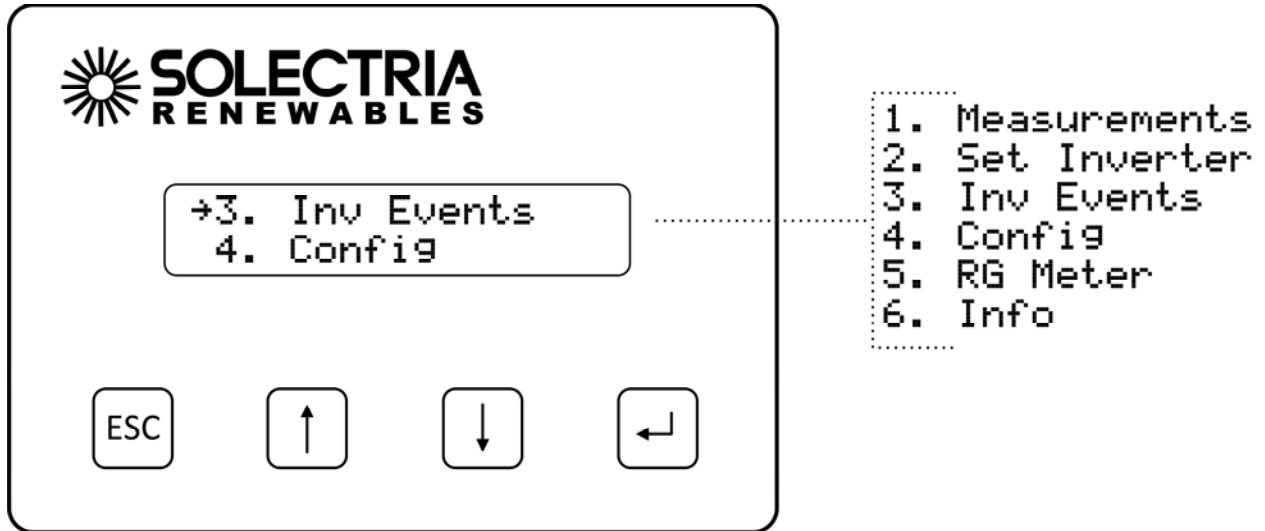 SOLECTRIA
RENEWABLES
→3. Inv Events
4. Config
ESC
↑
↓
↵
1. Measurements
2. Set Inverter
3. Inv Events
4. Config
5. RG Meter
6. Info